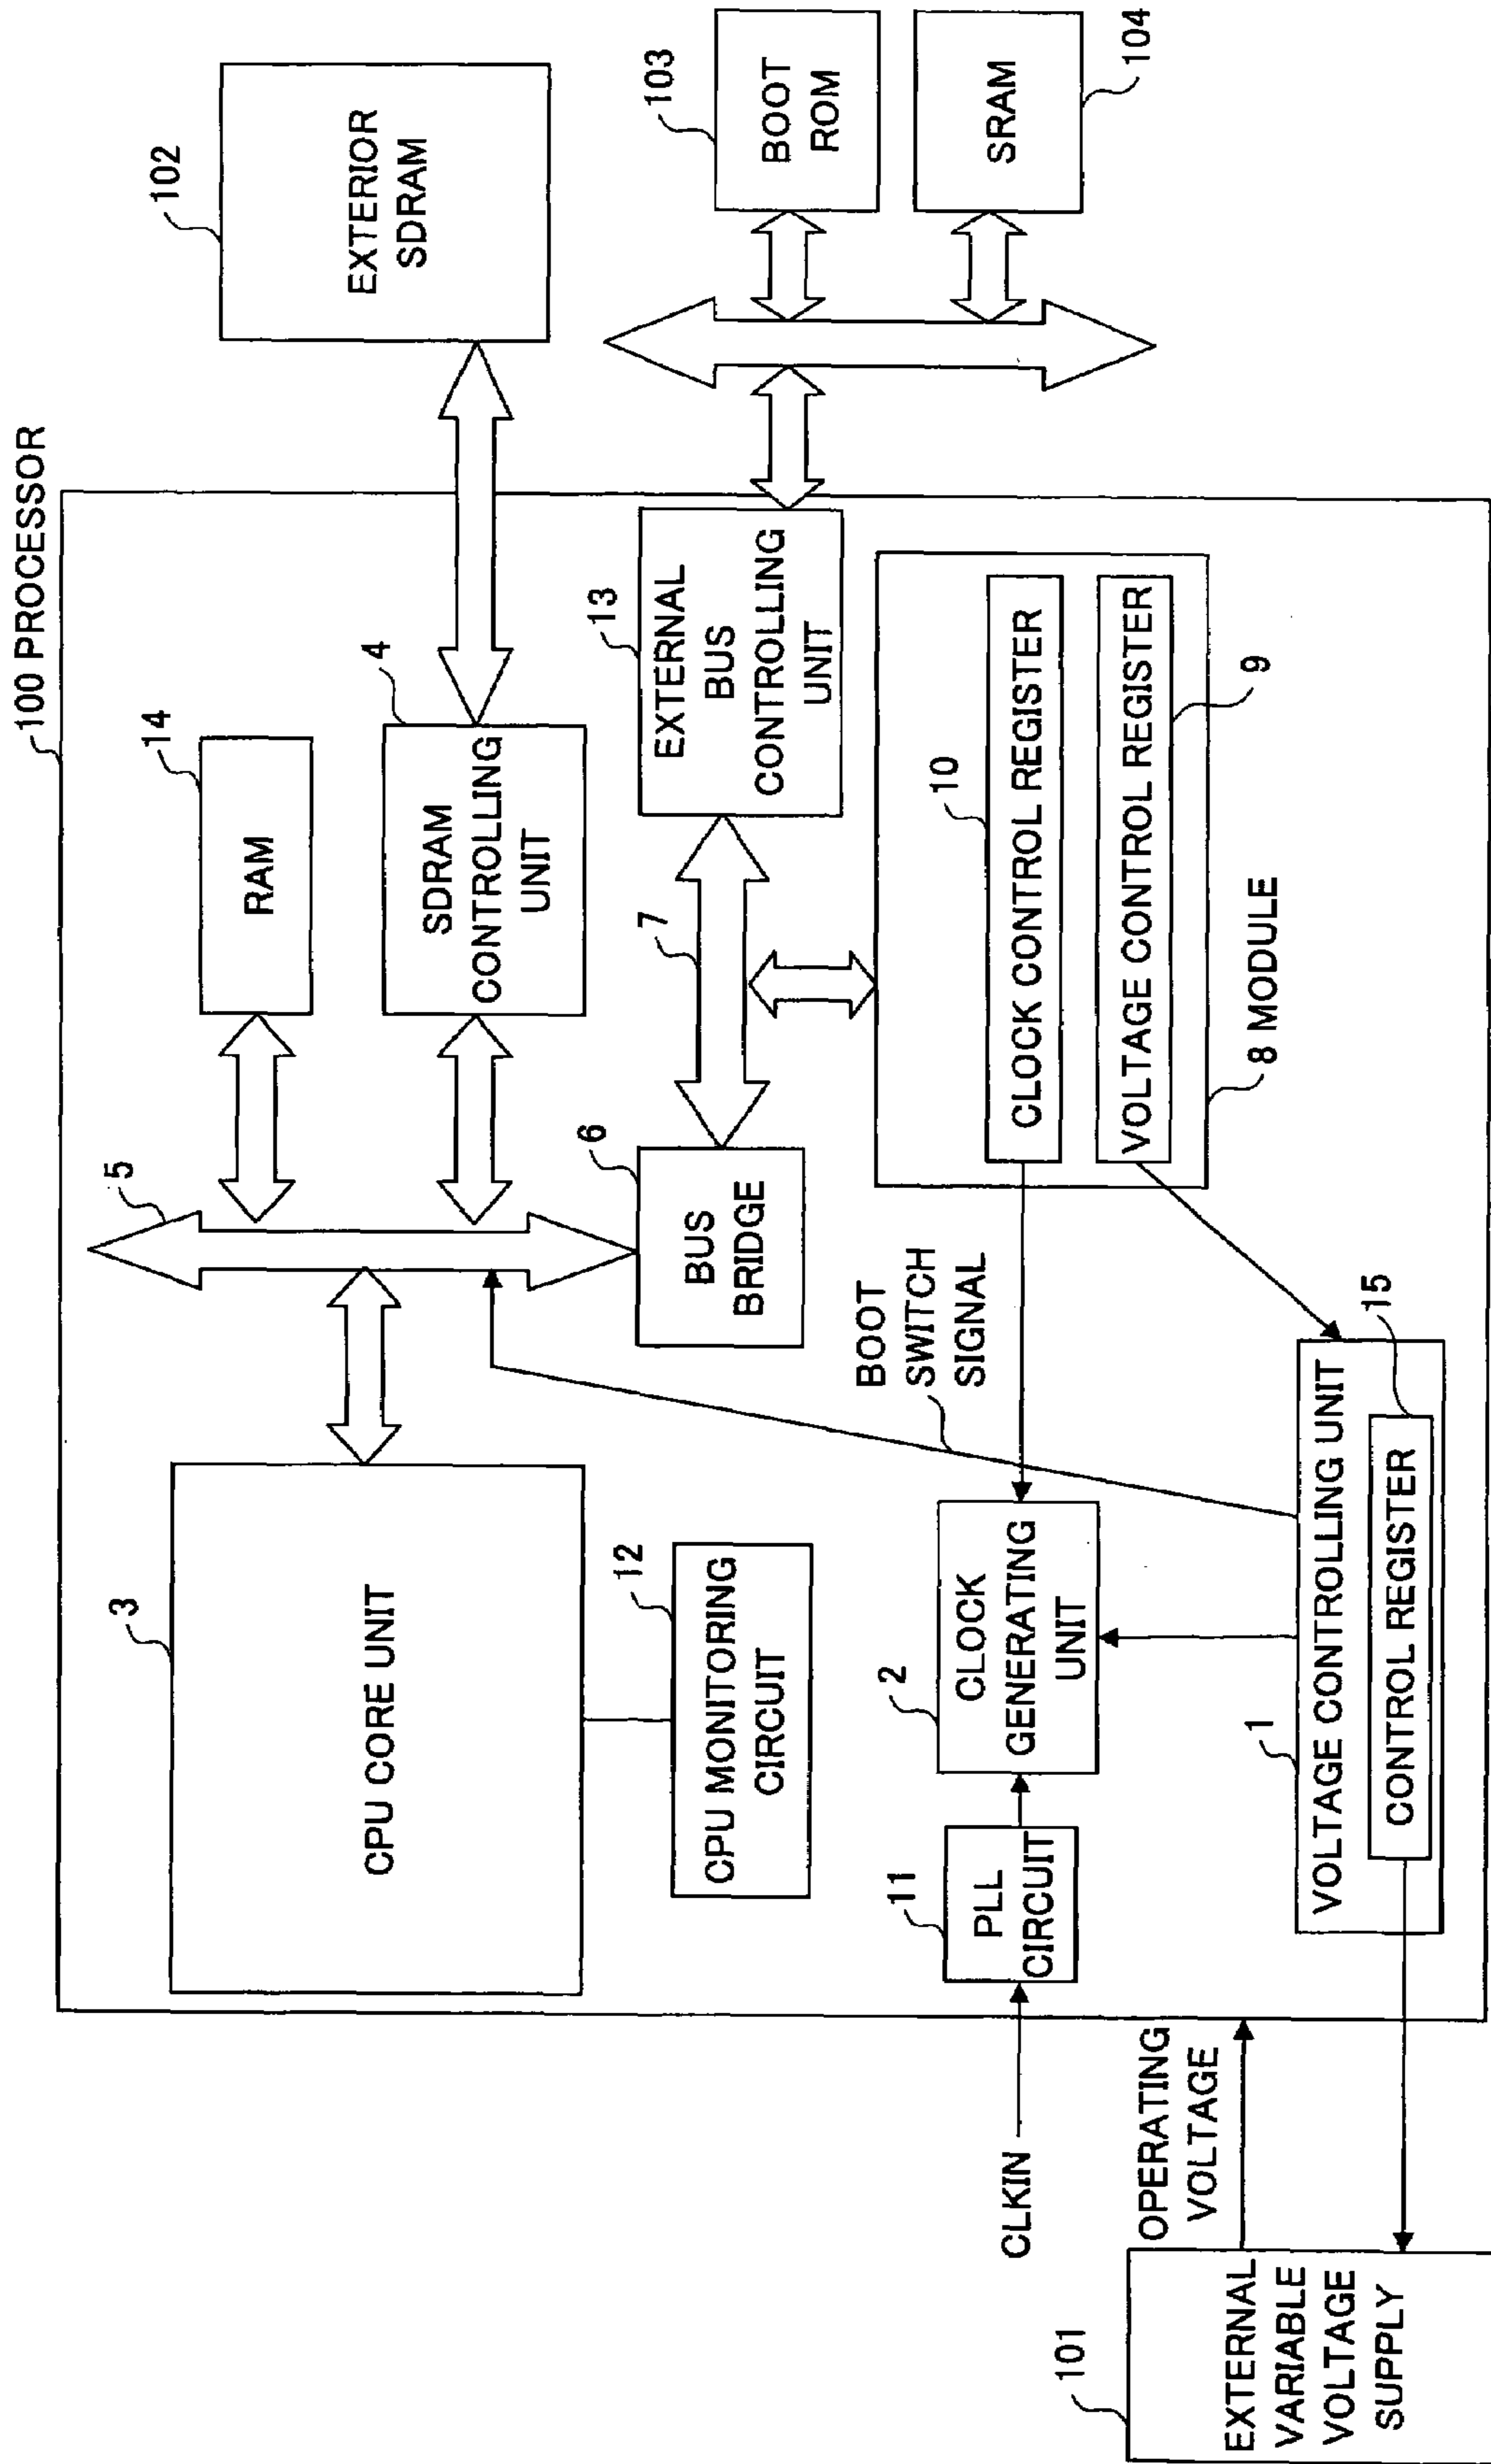 100 PROCESSOR
3
CPU CORE UNIT
12
CPU MONITORING
CIRCUIT
5
14
RAM
4
SDRAM
CONTROLLING
UNIT
102
EXTERIOR
SDRAM
6
BUS
BRIDGE
7
13
EXTERNAL
BUS
CONTROLLING
UNIT
103
BOOT
ROM
SRAM
104
BOOT
SWITCH
SIGNAL
10
CLOCK CONTROL REGISTER
VOLTAGE CONTROL REGISTER
9
8 MODULE
CLKIN
11
PLL
CIRCUIT
2
CLOCK
GENERATING
UNIT
1
VOLTAGE CONTROLLING UNIT
15
CONTROL REGISTER
OPERATING
VOLTAGE
101
EXTERNAL
VARIABLE
VOLTAGE
SUPPLY